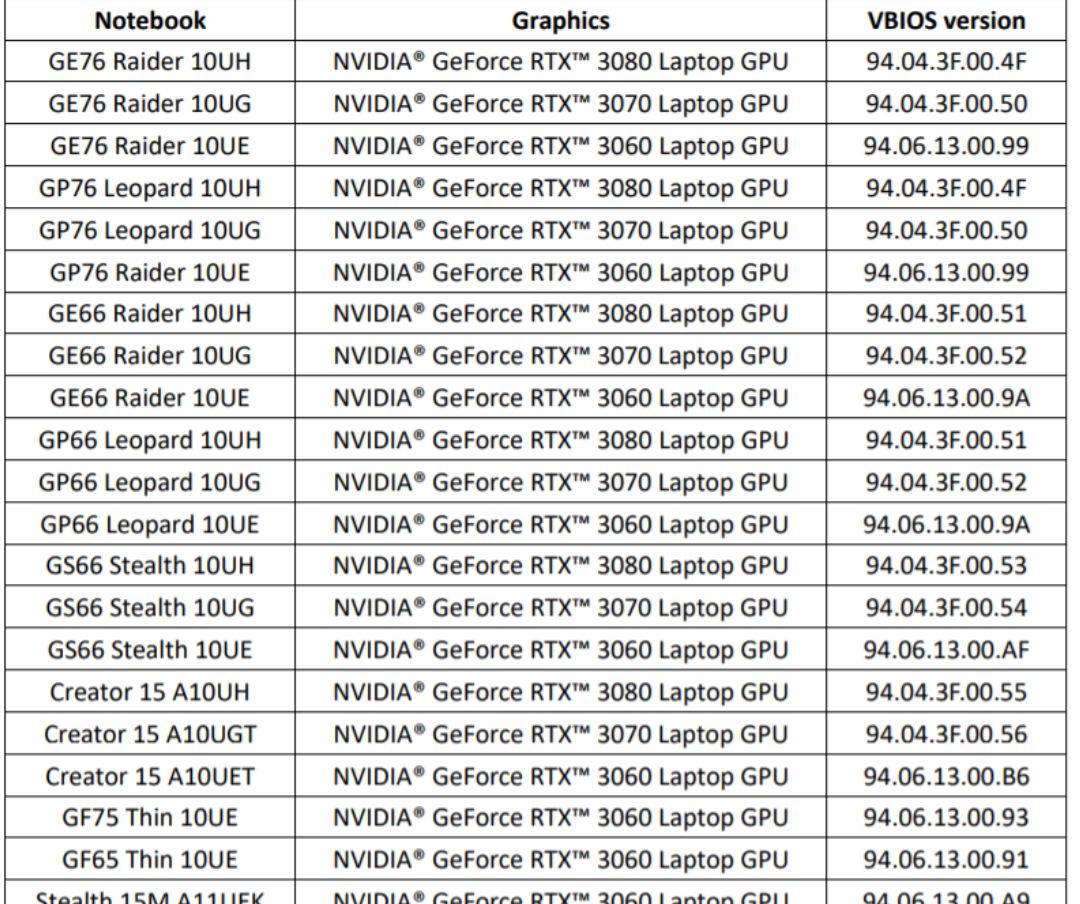 Notebook Graphics VBIOS version
GE76 Raider 10UH NVIDIA® GeForce RTX™ 3080 Laptop GPU 94.04.3F.00.4F
GE76 Raider 10UG NVIDIA® GeForce RTX™ 3070 Laptop GPU 94.04.3F.00.50
GE76 Raider 10UE NVIDIA® GeForce RTX™ 3060 Laptop GPU 94.06.13.00.99
GP76 Leopard 10UH NVIDIA® GeForce RTX™ 3080 Laptop GPU 94.04.3F.00.4F
GP76 Leopard 10UG NVIDIA® GeForce RTX™ 3070 Laptop GPU 94.04.3F.00.50
GP76 Raider 10UE NVIDIA® GeForce RTX™ 3060 Laptop GPU 94.06.13.00.99
GE66 Raider 10UH NVIDIA® GeForce RTX™ 3080 Laptop GPU 94.04.3F.00.51
GE66 Raider 10UG NVIDIA® GeForce RTX™ 3070 Laptop GPU 94.04.3F.00.52
GE66 Raider 10UE NVIDIA® GeForce RTX™ 3060 Laptop GPU 94.06.13.00.9A
GP66 Leopard 10UH NVIDIA® GeForce RTX™ 3080 Laptop GPU 94.04.3F.00.51
GP66 Leopard 10UG NVIDIA® GeForce RTX™ 3070 Laptop GPU 94.04.3F.00.52
GP66 Leopard 10UE NVIDIA® GeForce RTX™ 3060 Laptop GPU 94.06.13.00.9A
GS66 Stealth 10UH NVIDIA® GeForce RTX™ 3080 Laptop GPU 94.04.3F.00.53
GS66 Stealth 10UG NVIDIA® GeForce RTX™ 3070 Laptop GPU 94.04.3F.00.54
GS66 Stealth 10UE NVIDIA® GeForce RTX™ 3060 Laptop GPU 94.06.13.00.AF
Creator 15 A10UH NVIDIA® GeForce RTX™ 3080 Laptop GPU 94.04.3F.00.55
Creator 15 A10UGT NVIDIA® GeForce RTX™ 3070 Laptop GPU 94.04.3F.00.56
Creator 15 A10UET NVIDIA® GeForce RTX™ 3060 Laptop GPU 94.06.13.00.B6
GF75 Thin 10UE NVIDIA® GeForce RTX™ 3060 Laptop GPU 94.06.13.00.93
GF65 Thin 10UE NVIDIA® GeForce RTX™ 3060 Laptop GPU 94.06.13.00.91
Stealth 15M A11UEK NVIDIA® GeForce RTX™ 3060 Laptop GPU 94.06.13.00.A9